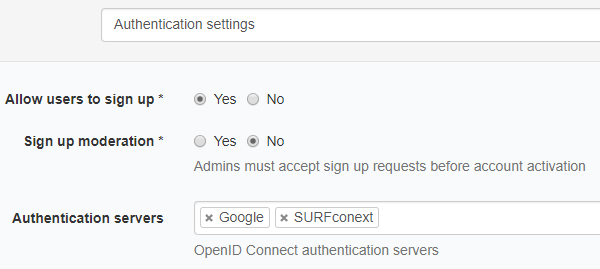 Authentication settings
Allow users to sign up * Yes No
Sign up moderation * Yes No
Admins must accept sign up requests before account activation
Authentication servers × Google × SURFconext
OpenID Connect authentication servers